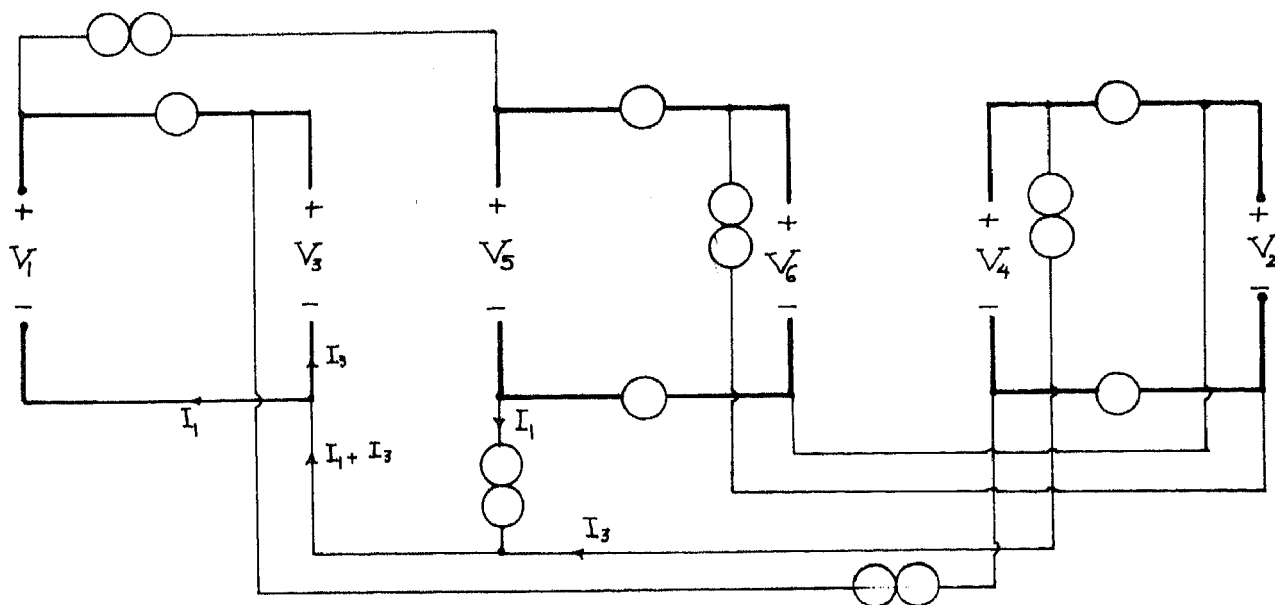 + + + + + +
V₁ V₃ V₅ V₆ V₄ V₂
− − − − − −
I₃
I₁ I₁
I₁ + I₃
I₃